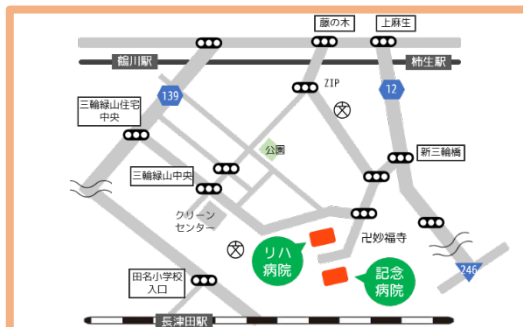 藤の木
上麻生
鶴川駅
柿生駅
139
ZIP
12
三輪緑山住宅
中央
公園
新三輪橋
三輪緑山中央
クリーン
センター
卍妙福寺
リハ
病院
246
田名小学校
入口
記念
病院
長津田駅